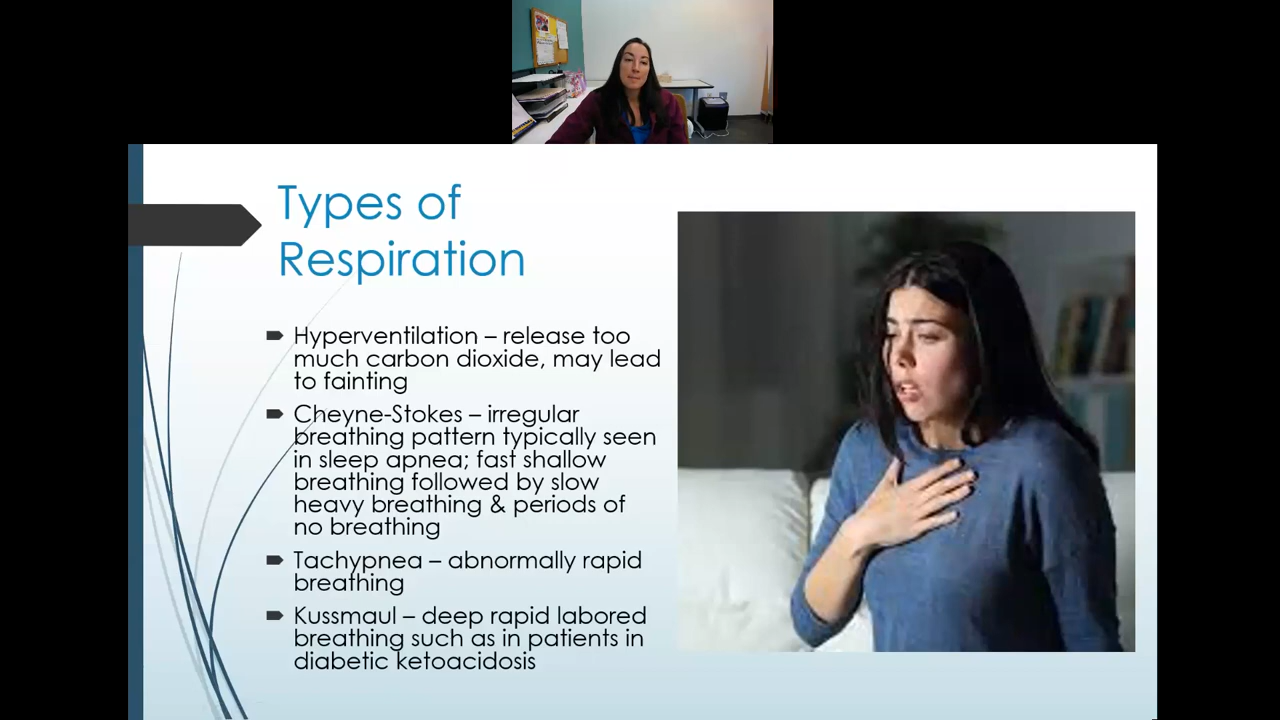 Types of
Respiration
Hyperventilation – release too
much carbon dioxide, may lead
to fainting
Cheyne-Stokes – irregular
breathing pattern typically seen
in sleep apnea; fast shallow
breathing followed by slow
heavy breathing & periods of
no breathing
Tachypnea – abnormally rapid
breathing
Kussmaul – deep rapid labored
breathing such as in patients in
diabetic ketoacidosis